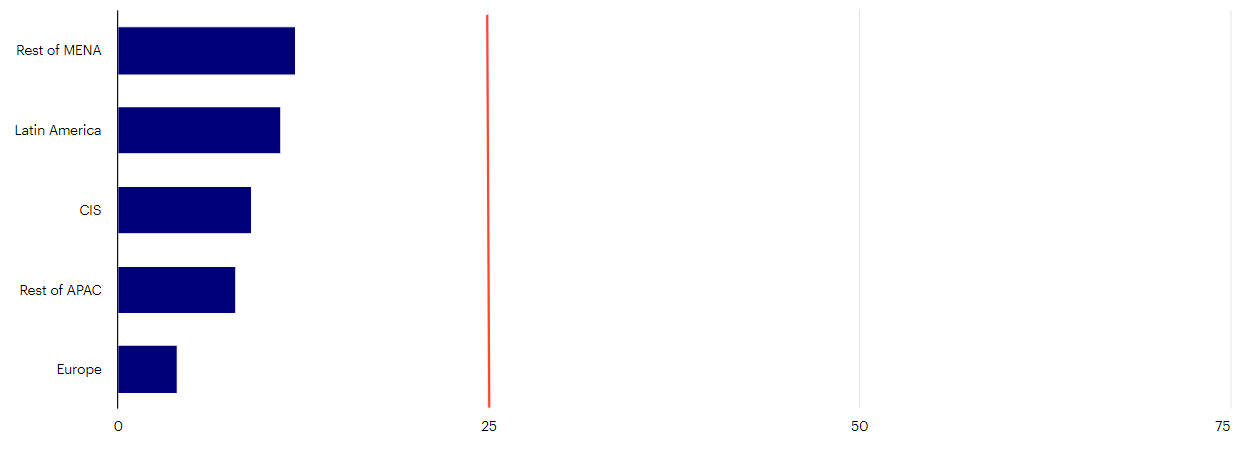 Rest of MENA
Latin America
CIS
Rest of APAC
Europe
0 25 50 75